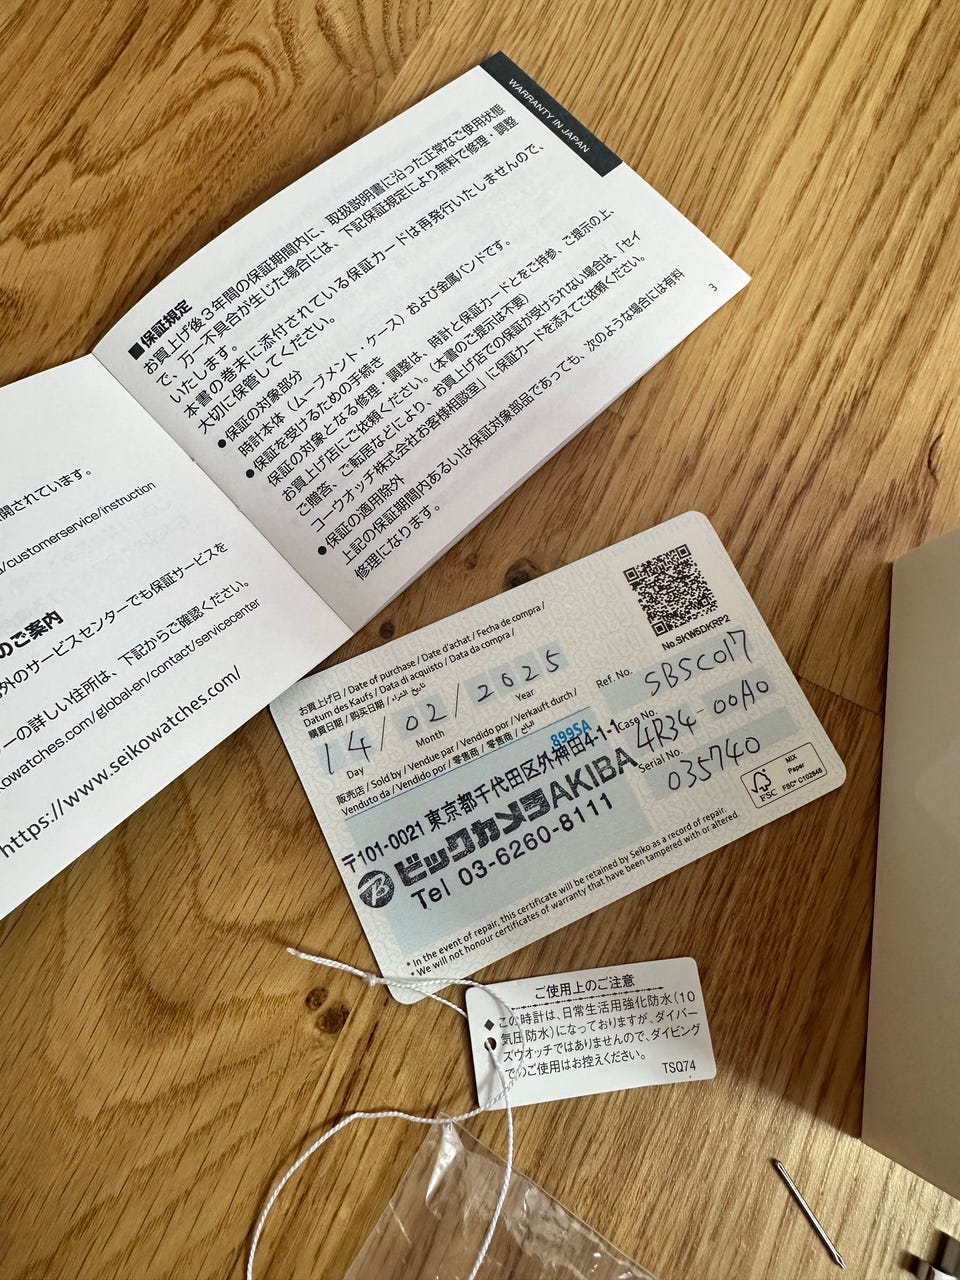 WARRANTY IN JAPAN
■保証規定
お買上げ後3年間の保証期間内に、取扱説明書に沿った正常なご使用状態
で、万一不具合が生じた場合には、下記保証規定により無料で修理・調整
いたします。
本書の巻末に添付されている保証カードは再発行いたしませんので、
大切に保管してください。
●保証の対象部分
時計本体（ムーブメント・ケース）および金属バンドです。
●保証を受けるための手続き
保証の対象となる修理・調整は、時計と保証カードとをご持参、ご提示の上、
お買上げ店にご依頼ください。（本書のご提示は不要）
ご贈答、ご転居などにより、お買上げ店での保証が受けられない場合は、「セイ
コーウオッチ株式会社お客様相談室」に保証カードを添えてご依頼ください。
●保証の適用除外
上記の保証期間内あるいは保証対象部品であっても、次のような場合には有料
修理になります。
3
開されています。
/customerservice/instruction
のご案内
外のサービスセンターでも保証サービスを
ーの詳しい住所は、下記からご確認ください。
kowatches.com/global-en/contact/servicecenter
https://www.seikowatches.com/
No.SKW5DKRP2
お買上げ日 / Date of purchase / Date d'achat / Fecha de compra /
Datum des Kaufs / Data di acquisto / Data da compra /
購買日期 / 购买日期 / تاريخ الشراء
14 / 02 / 2025
Day Month Year
Ref. No. SBSC017
販売店 / Sold by / Vendue par / Vendido por / Verkauft durch /
Venduto da / Vendido por / 零售商 / 零售商 / البائع
8995A
Case No. 4R34-00A0
Serial No. 035740
〒101-0021 東京都千代田区外神田4-1-1
ビックカメラAKIBA
Tel 03-6260-8111
MIX
Paper
FSC
FSC® C102846
* In the event of repair, this certificate will be retained by Seiko as a record of repair.
* We will not honour certificates of warranty that have been tampered with or altered.
ご使用上のご注意
◆この時計は、日常生活用強化防水（10
気圧防水）になっておりますが、ダイバー
ズウオッチではありませんので、ダイビング
でのご使用はお控えください。
TSQ74